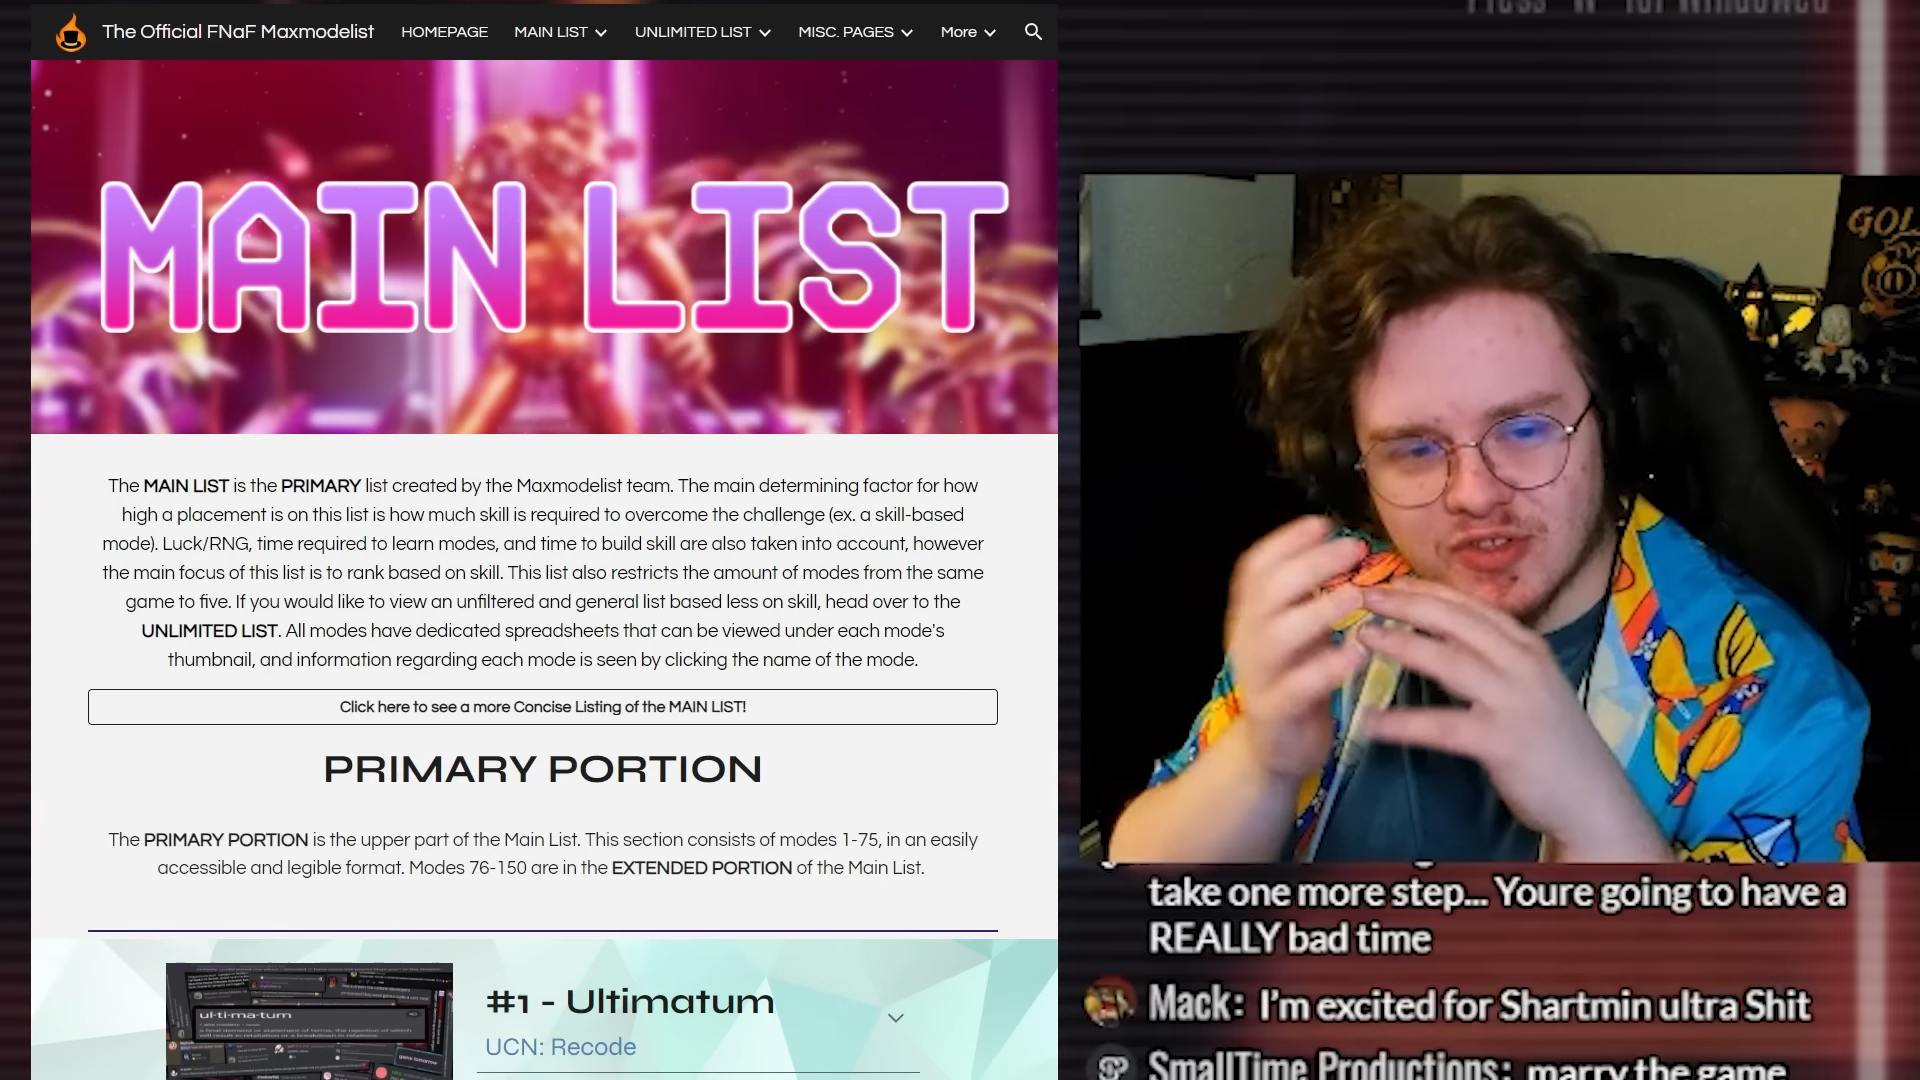 Press "N" for Windowed
The Official FNaF Maxmodelist HOMEPAGE MAIN LIST UNLIMITED LIST MISC. PAGES More
MAIN LIST
GOL
The MAIN LIST is the PRIMARY list created by the Maxmodelist team. The main determining factor for how
high a placement is on this list is how much skill is required to overcome the challenge (ex. a skill-based
mode). Luck/RNG, time required to learn modes, and time to build skill are also taken into account, however
the main focus of this list is to rank based on skill. This list also restricts the amount of modes from the same
game to five. If you would like to view an unfiltered and general list based less on skill, head over to the
UNLIMITED LIST. All modes have dedicated spreadsheets that can be viewed under each mode's
thumbnail, and information regarding each mode is seen by clicking the name of the mode.
Click here to see a more Concise Listing of the MAIN LIST!
PRIMARY PORTION
The PRIMARY PORTION is the upper part of the Main List. This section consists of modes 1-75, in an easily
accessible and legible format. Modes 76-150 are in the EXTENDED PORTION of the Main List.
ul·ti·ma·tum
#1 - Ultimatum
UCN: Recode
take one more step... Youre going to have a
REALLY bad time
Mack: I'm excited for Shartmin ultra Shit
SmallTime Productions: marry the game